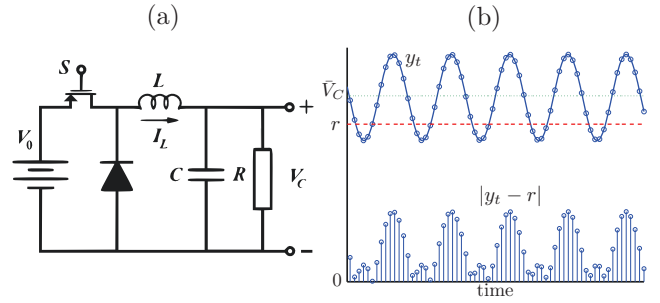 (a)
S
L
I_L
V_0
C
R
V_C
+
−
(b)
y_t
V̄_C
r
|y_t − r|
0
time